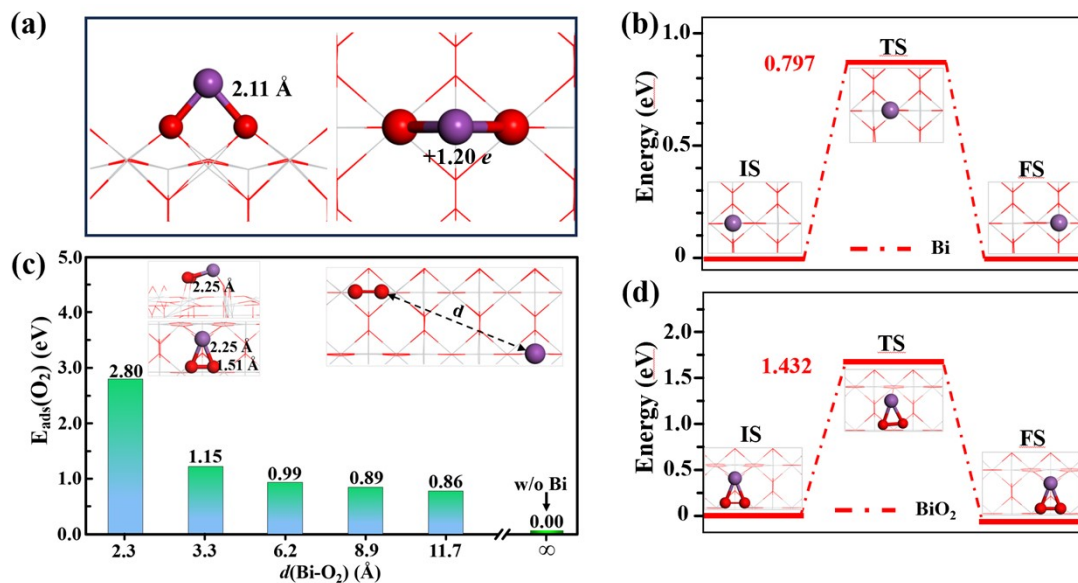 (a)
2.11 Å
+1.20 e
(b)
Energy (eV)
1.0
0.5
0
0.797
TS
IS
FS
Bi
(c)
E_ads(O₂) (eV)
5.0
4.0
3.0
2.0
1.0
0.0
2.25 Å
2.25 Å
1.51 Å
d
2.80
1.15
0.99
0.89
0.86
w/o Bi
0.00
2.3
3.3
6.2
8.9
11.7
∞
d(Bi-O₂) (Å)
(d)
Energy (eV)
2.0
1.5
1.0
0.5
0
1.432
TS
IS
FS
BiO₂